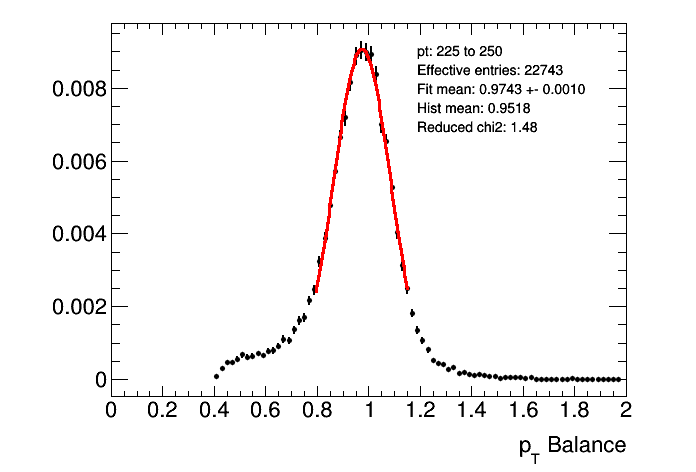 pt: 225 to 250
Effective entries: 22743
Fit mean: 0.9743 +- 0.0010
Hist mean: 0.9518
Reduced chi2: 1.48
0.008
0.006
0.004
0.002
0
0 0.2 0.4 0.6 0.8 1 1.2 1.4 1.6 1.8 2
pT Balance